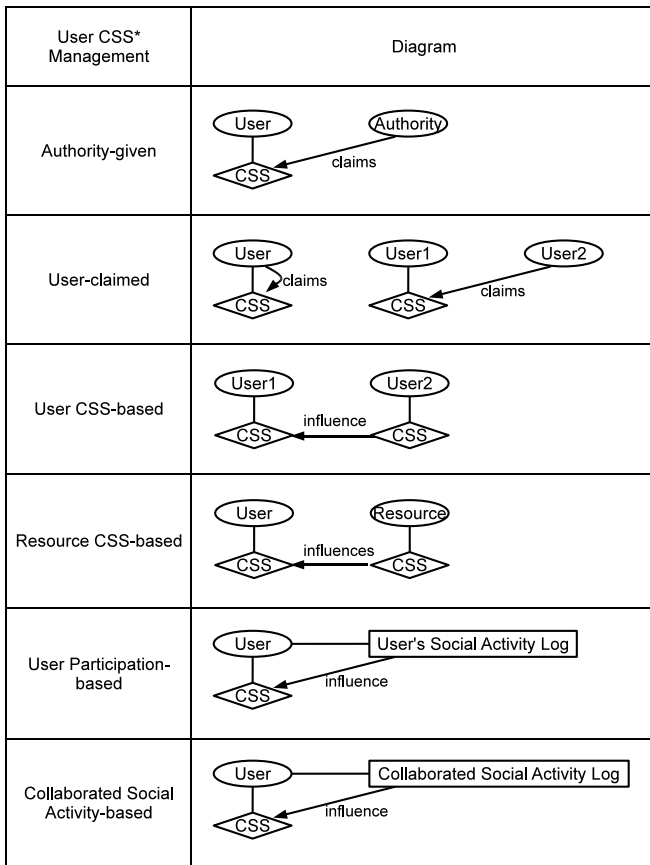 User CSS*
Management
Diagram
Authority-given
User
Authority
CSS
claims
User-claimed
User
User1
User2
claims
claims
CSS
CSS
User CSS-based
User1
User2
influence
CSS
CSS
Resource CSS-based
User
Resource
influences
CSS
CSS
User Participation-
based
User
User's Social Activity Log
influence
CSS
Collaborated Social
Activity-based
User
Collaborated Social Activity Log
influence
CSS